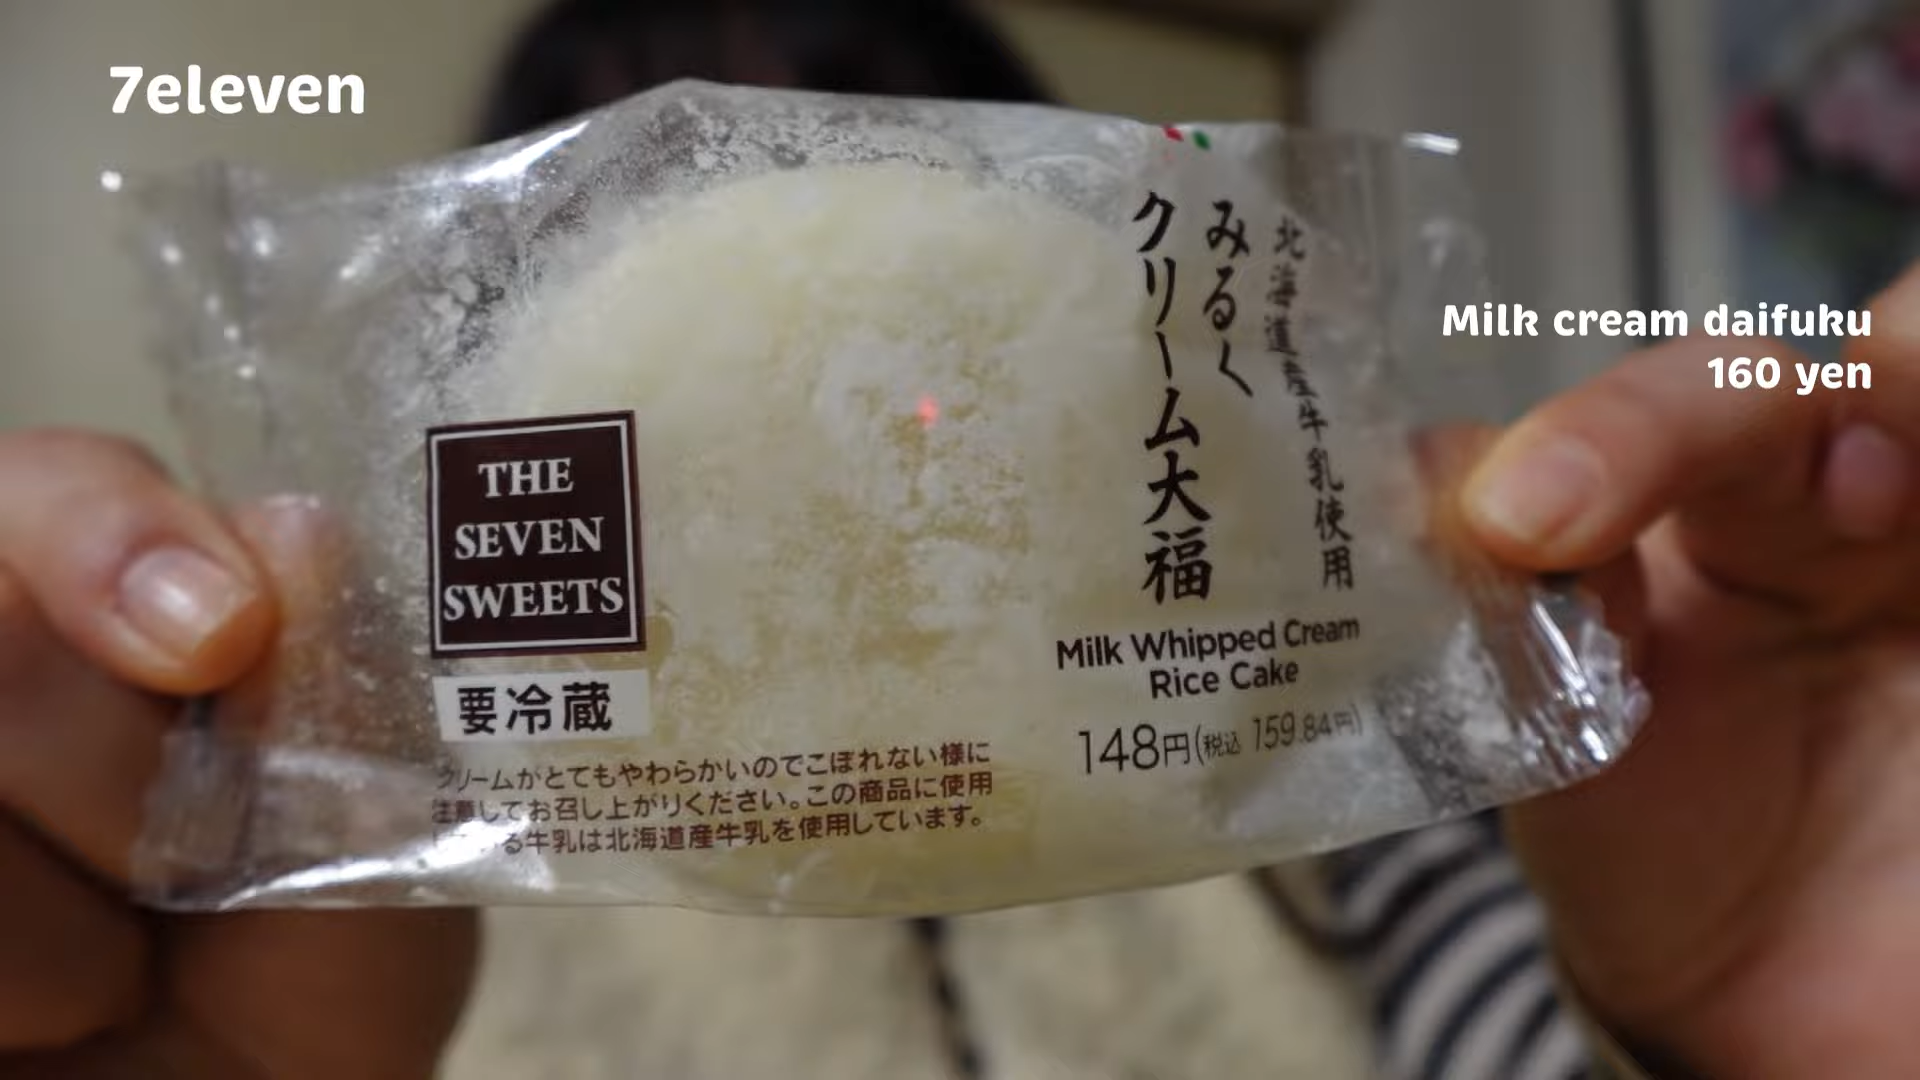 7eleven
Milk cream daifuku
160 yen
北海道産牛乳使用
みるく
クリーム大福
Milk Whipped Cream
Rice Cake
148円(税込 159.84円)
THE
SEVEN
SWEETS
要冷蔵
クリームがとてもやわらかいのでこぼれない様に
注意してお召し上がりください。この商品に使用
る牛乳は北海道産牛乳を使用しています。